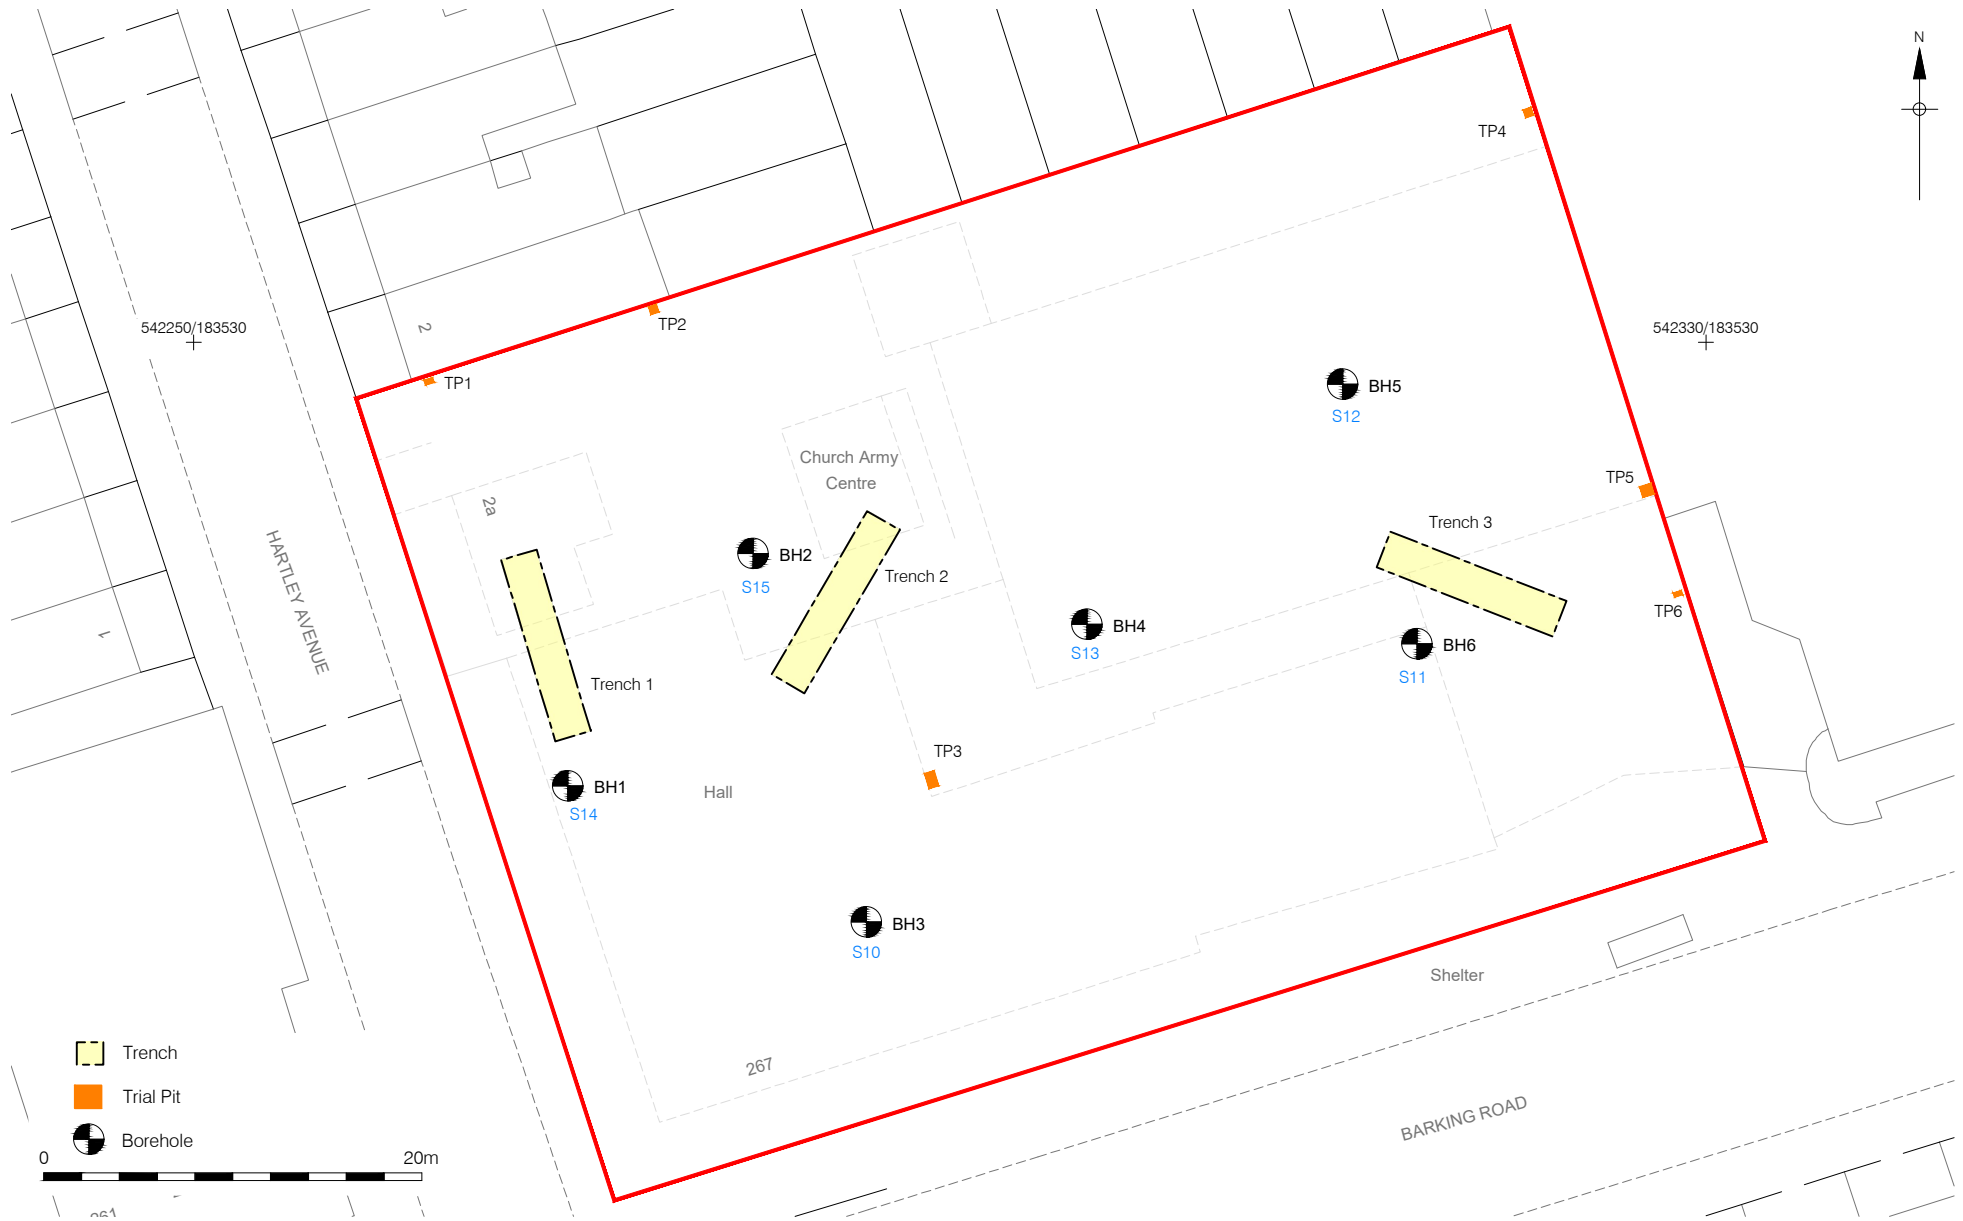 N
TP4
542250/183530
542330/183530
2
TP2
TP1
BH5
S12
Church Army
Centre
TP5
2a
Trench 3
BH2
S15
Trench 2
HARTLEY AVENUE
TP6
BH4
S13
BH6
S11
1
Trench 1
TP3
BH1
S14
Hall
BH3
S10
Shelter
267
BARKING ROAD
Trench
Trial Pit
Borehole
0 20m
261